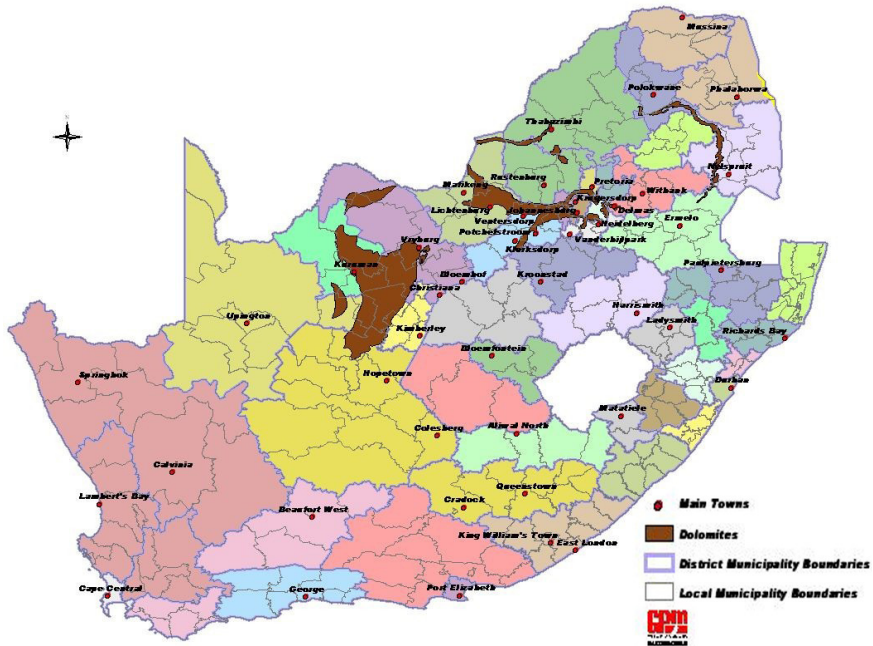 Messina
Polokwane
Phalaborwa
Thabazimbi
Nelspruit
Rustenburg
Pretoria
Mafikeng
Krugersdorp
Witbank
Lichtenburg
Johannesburg
Delmas
Ventersdorp
Heidelberg
Ermelo
Potchefstroom
Vanderbijlpark
Vryburg
Klerksdorp
Kuruman
Bloemhof
Kroonstad
Paulpietersburg
Christiana
Harrismith
Upington
Kimberley
Ladysmith
Richards Bay
Bloemfontein
Springbok
Hopetown
Durban
Matatiele
Colesberg
Aliwal North
Calvinia
Queenstown
Lambert's Bay
Cradock
Beaufort West
King William's Town
East London
Cape Central
George
Port Elizabeth
Main Towns
Dolomites
District Municipality Boundaries
Local Municipality Boundaries